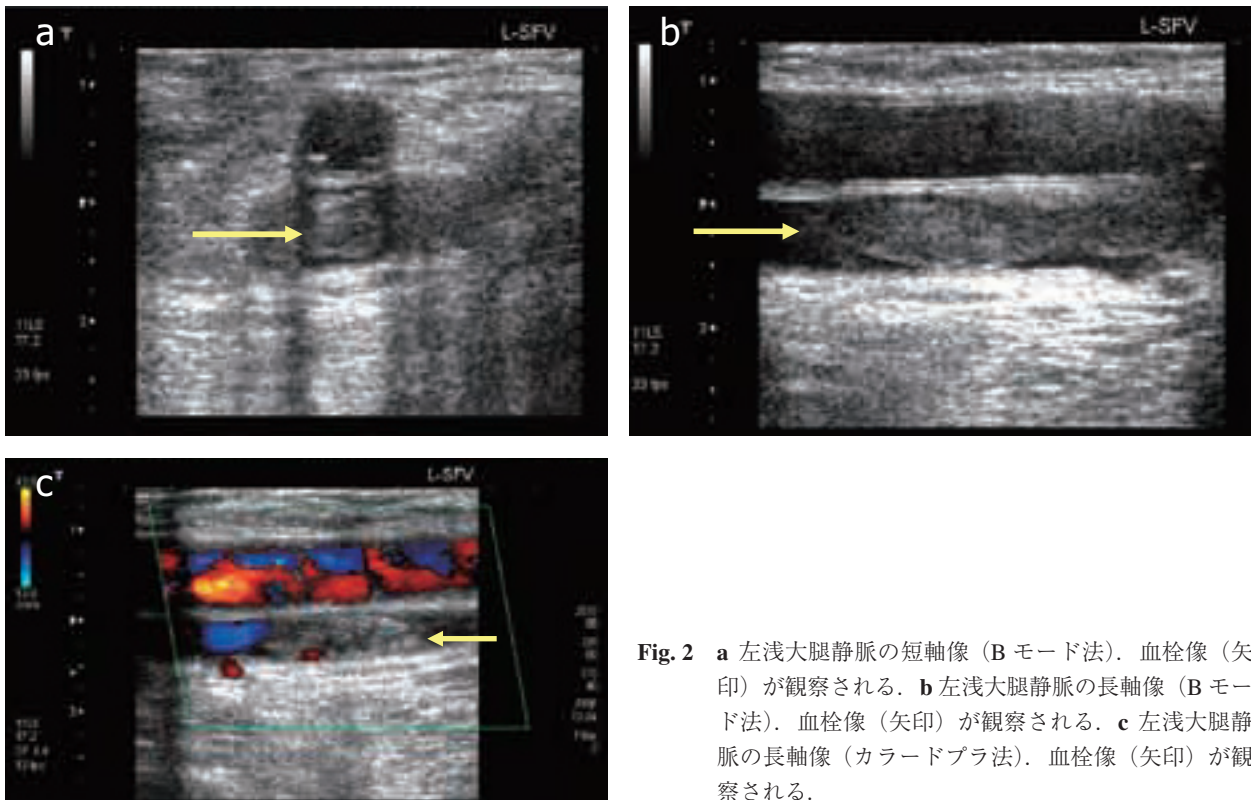 a
L-SFV
b
L-SFV
c
L-SFV
Fig. 2 a 左浅大腿静脈の短軸像（B モード法）．血栓像（矢
印）が観察される．b 左浅大腿静脈の長軸像（B モー
ド法）．血栓像（矢印）が観察される．c 左浅大腿静
脈の長軸像（カラードプラ法）．血栓像（矢印）が観
察される．